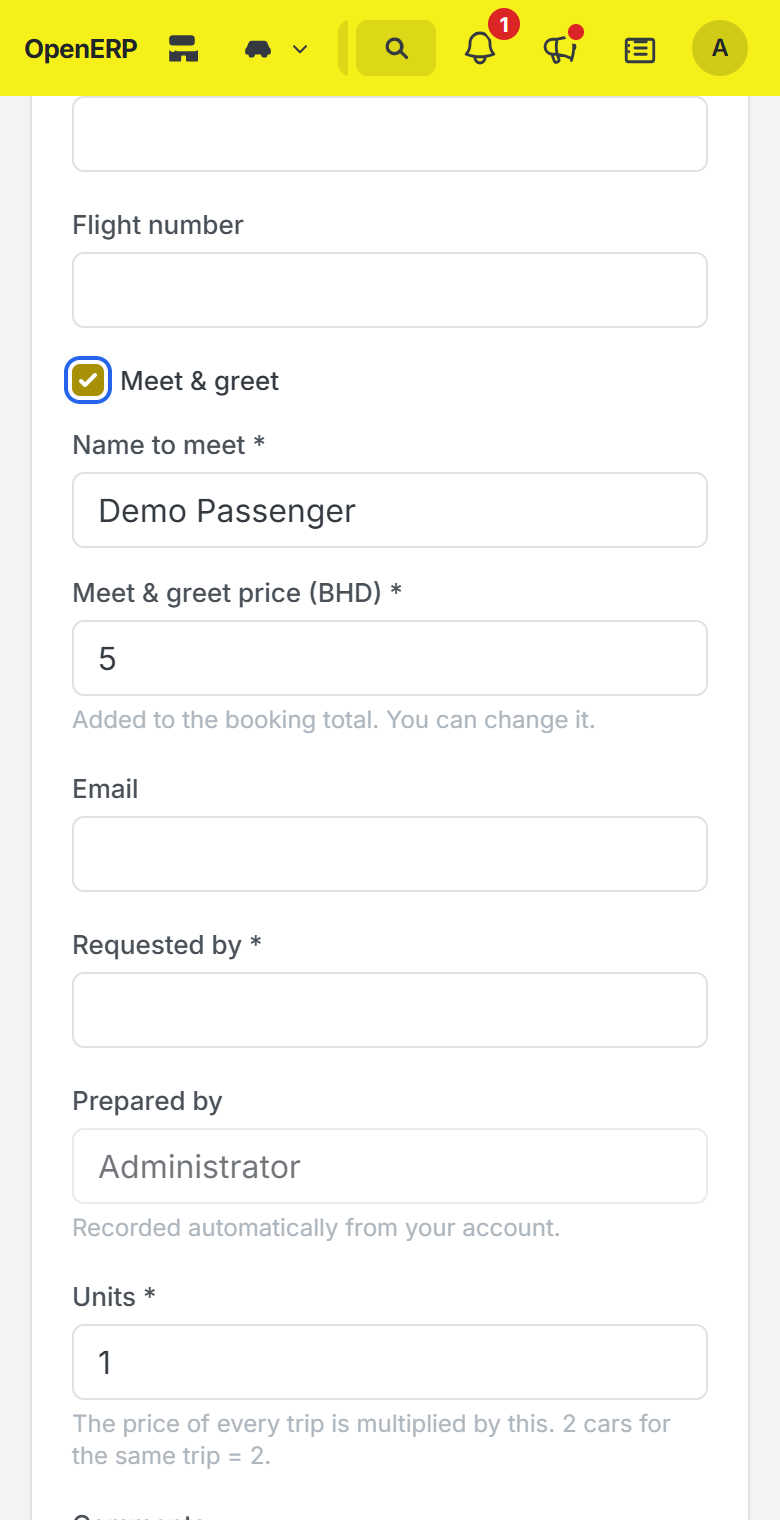 OpenERP
1
A
Flight number
Meet & greet
Name to meet *
Demo Passenger
Meet & greet price (BHD) *
5
Added to the booking total. You can change it.
Email
Requested by *
Prepared by
Administrator
Recorded automatically from your account.
Units *
1
The price of every trip is multiplied by this. 2 cars for
the same trip = 2.